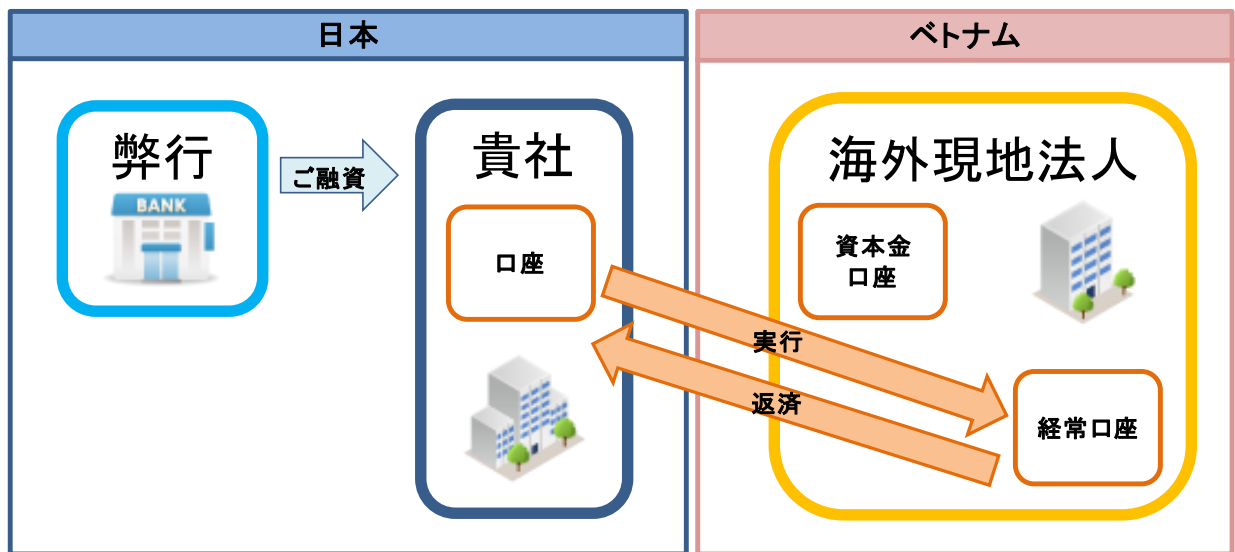 日本
ベトナム
弊行
BANK
ご融資
貴社
口座
海外現地法人
資本金
口座
実行
返済
経常口座